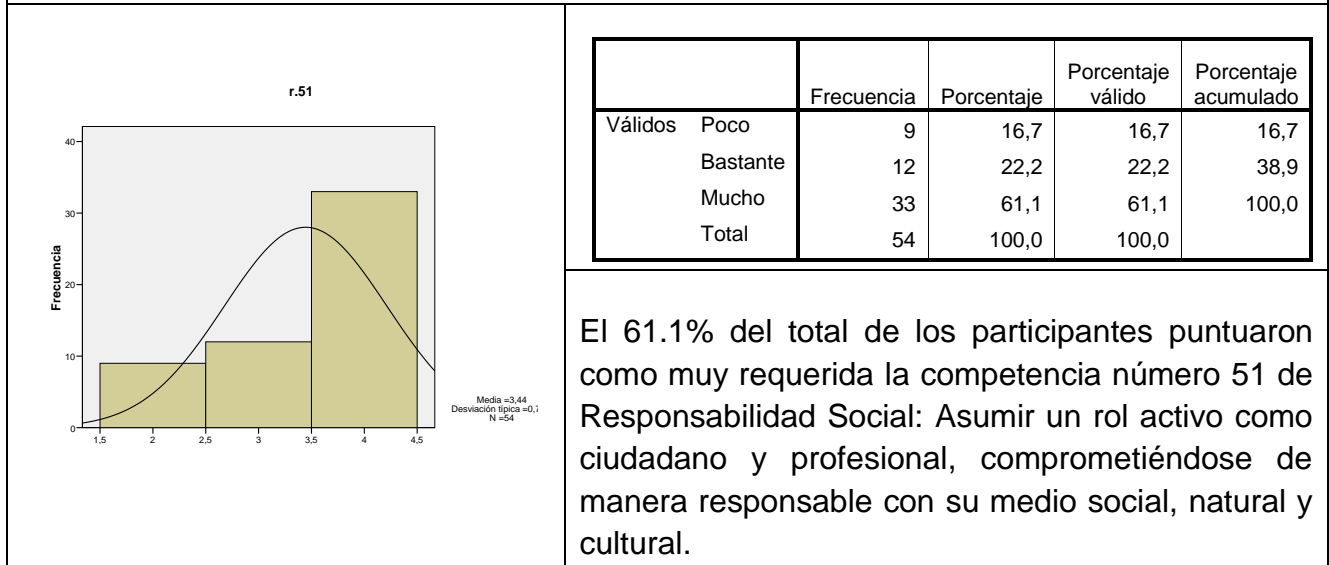 r.51
40
30
20
10
0
Frecuencia
1,5 2 2,5 3 3,5 4 4,5
Media =3,44
Desviación típica =0,
N =54
Frecuencia Porcentaje Porcentaje válido Porcentaje acumulado
Válidos Poco 9 16,7 16,7 16,7
Bastante 12 22,2 22,2 38,9
Mucho 33 61,1 61,1 100,0
Total 54 100,0 100,0
El 61.1% del total de los participantes puntuaron
como muy requerida la competencia número 51 de
Responsabilidad Social: Asumir un rol activo como
ciudadano y profesional, comprometiéndose de
manera responsable con su medio social, natural y
cultural.